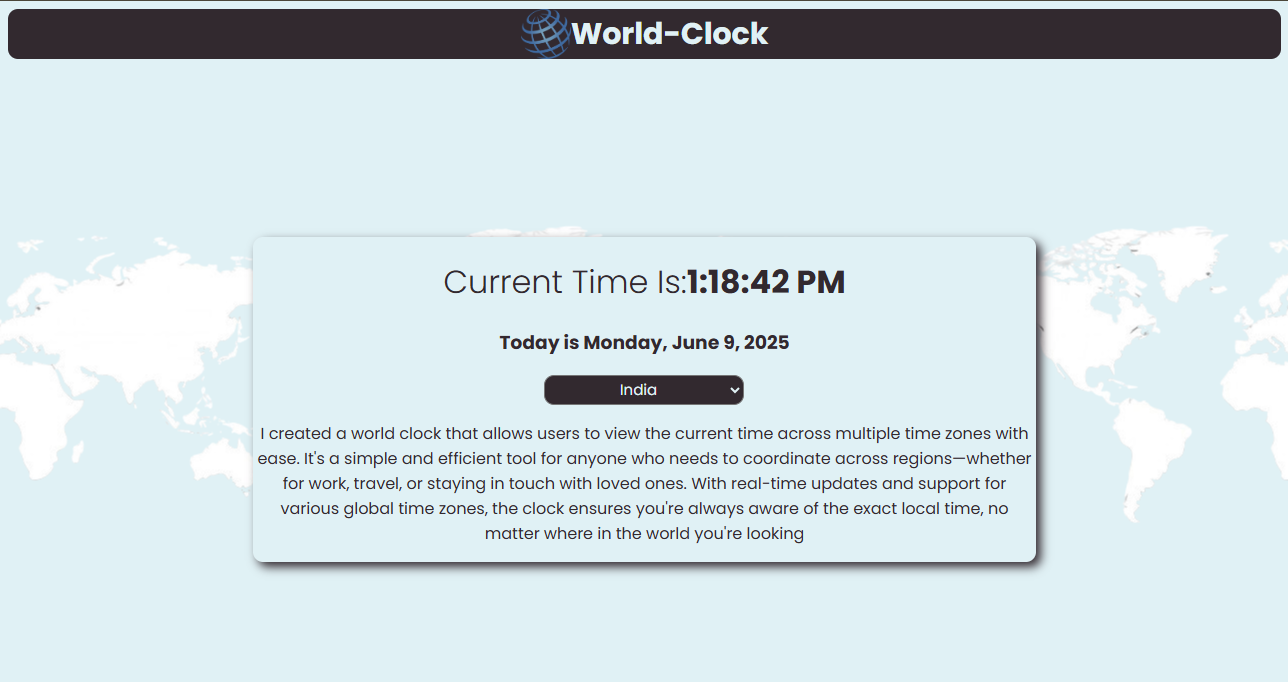 World-Clock
Current Time Is:1:18:42 PM
Today is Monday, June 9, 2025
India
I created a world clock that allows users to view the current time across multiple time zones with
ease. It's a simple and efficient tool for anyone who needs to coordinate across regions—whether
for work, travel, or staying in touch with loved ones. With real-time updates and support for
various global time zones, the clock ensures you're always aware of the exact local time, no
matter where in the world you're looking